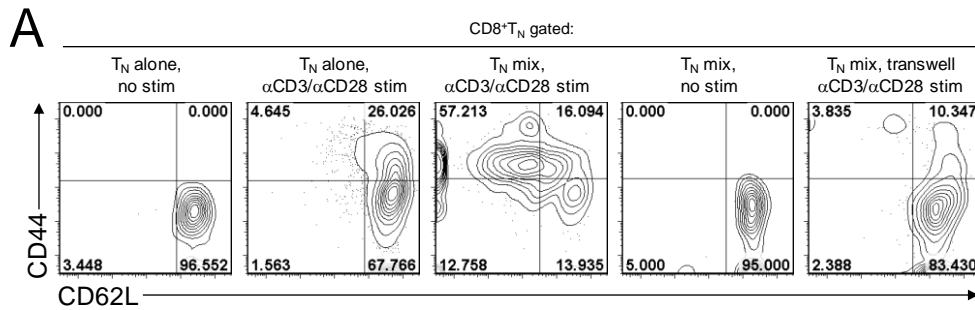 A
CD8⁺T_N gated:
T_N alone,
no stim
T_N alone,
αCD3/αCD28 stim
T_N mix,
αCD3/αCD28 stim
T_N mix,
no stim
T_N mix, transwell
αCD3/αCD28 stim
0.000 0.000
3.448 96.552
4.645 26.026
1.563 67.766
57.213 16.094
12.758 13.935
0.000 0.000
5.000 95.000
3.835 10.347
2.388 83.430
CD44
CD62L